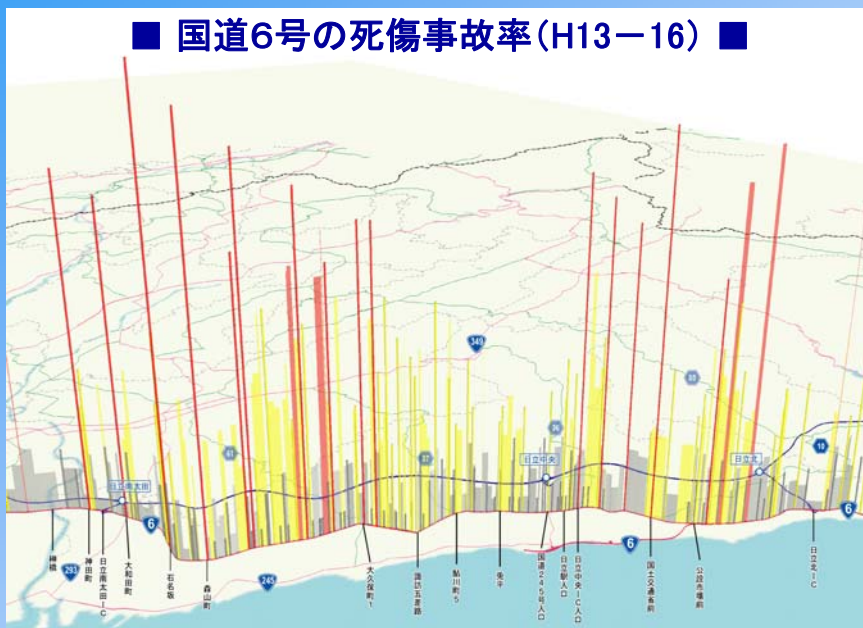 ■ 国道6号の死傷事故率(H13-16) ■
349
61
36
33
37
10
日立南太田
日立中央
日立北
6
6
6
293
245
榊橋
神田町
日立南太田IC
大和田町
石名坂
森山町
大久保町1
諏訪五差路
鮎川町5
兎平
国道245号入口
日立駅入口
日立中央IC入口
国土交通省前
公設市場前
日立北IC